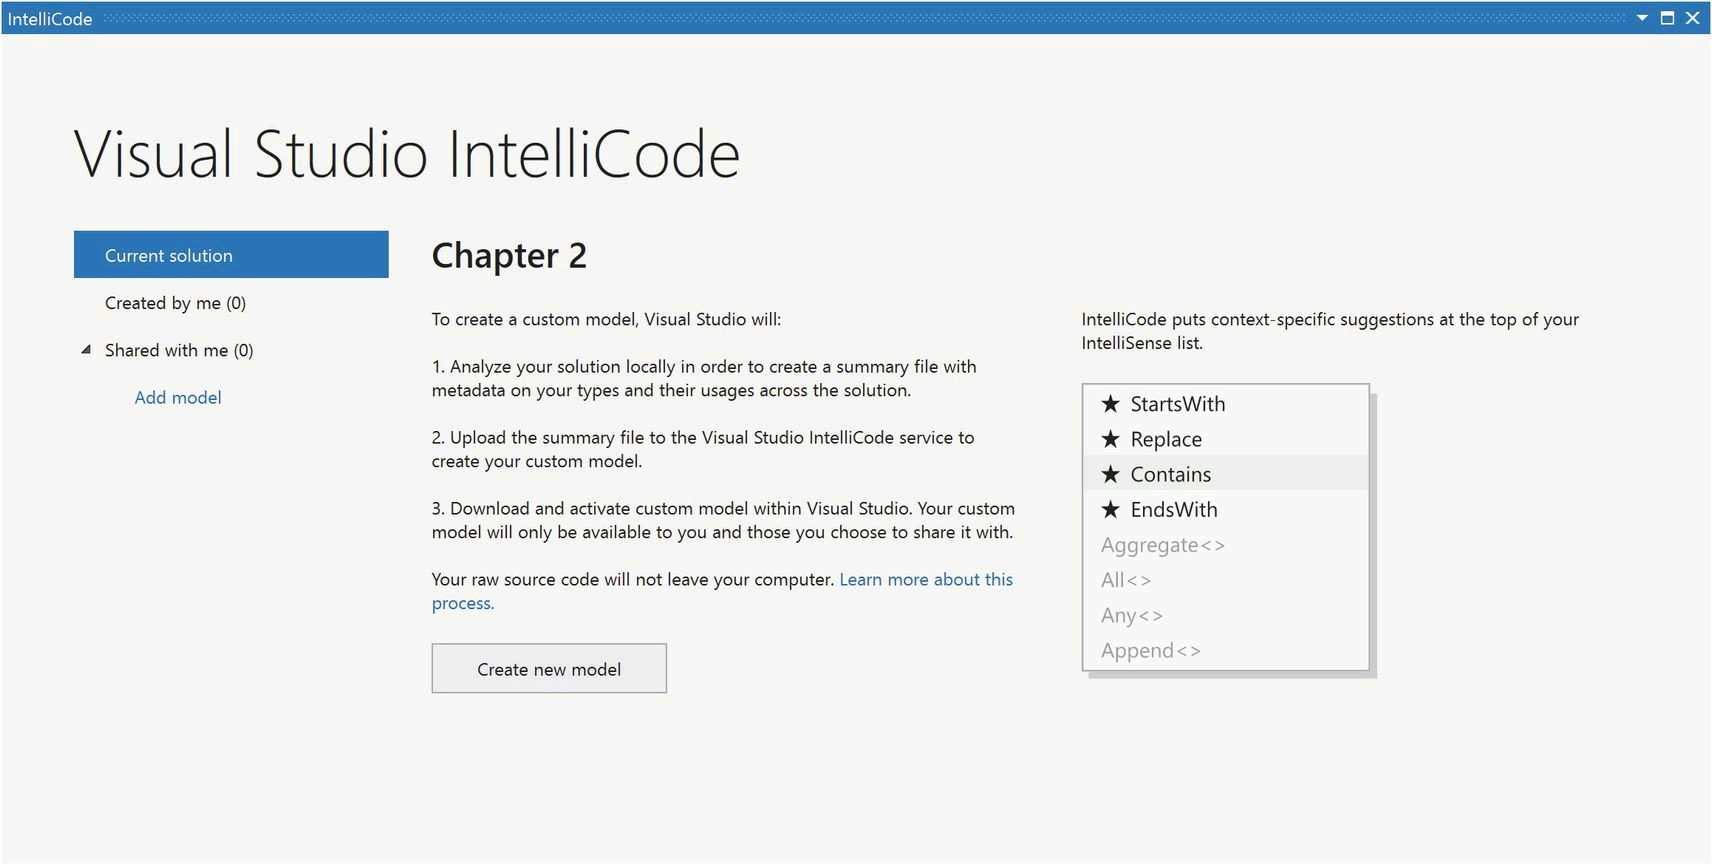 IntelliCode
Visual Studio IntelliCode
Current solution
Created by me (0)
Shared with me (0)
Add model
Chapter 2
To create a custom model, Visual Studio will:
1. Analyze your solution locally in order to create a summary file with
metadata on your types and their usages across the solution.
2. Upload the summary file to the Visual Studio IntelliCode service to
create your custom model.
3. Download and activate custom model within Visual Studio. Your custom
model will only be available to you and those you choose to share it with.
Your raw source code will not leave your computer. Learn more about this
process.
Create new model
IntelliCode puts context-specific suggestions at the top of your
IntelliSense list.
★ StartsWith
★ Replace
★ Contains
★ EndsWith
Aggregate<>
All<>
Any<>
Append<>